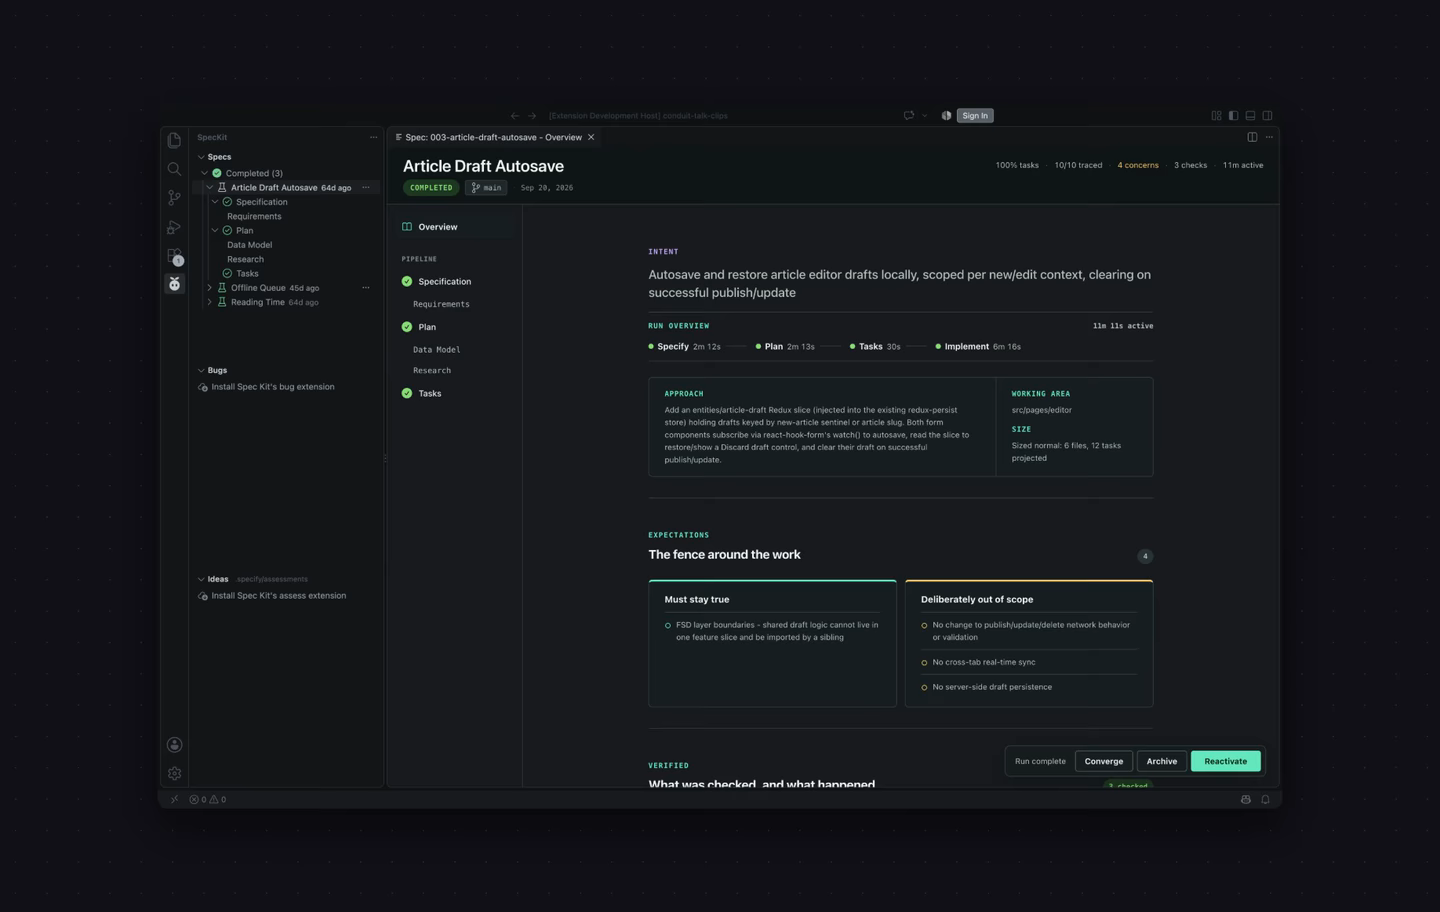 [Extension Development Host] conduit-talk-clips
Sign In
SpecKit
Specs
Completed (3)
Article Draft Autosave 64d ago
Specification
Requirements
Plan
Data Model
Research
Tasks
Offline Queue 45d ago
Reading Time 64d ago
Bugs
Install Spec Kit's bug extension
Ideas .specify/assessments
Install Spec Kit's assess extension
1
Spec: 003-article-draft-autosave - Overview
Article Draft Autosave
100% tasks · 10/10 traced · 4 concerns · 3 checks · 11m active
COMPLETED
main
Sep 20, 2026
Overview
PIPELINE
Specification
Requirements
Plan
Data Model
Research
Tasks
INTENT
Autosave and restore article editor drafts locally, scoped per new/edit context, clearing on
successful publish/update
RUN OVERVIEW
11m 11s active
Specify 2m 12s
Plan 2m 13s
Tasks 30s
Implement 6m 16s
APPROACH
Add an entities/article-draft Redux slice (injected into the existing redux-persist
store) holding drafts keyed by new-article sentinel or article slug. Both form
components subscribe via react-hook-form's watch() to autosave, read the slice to
restore/show a Discard draft control, and clear their draft on successful
publish/update.
WORKING AREA
src/pages/editor
SIZE
Sized normal: 6 files, 12 tasks
projected
EXPECTATIONS
The fence around the work
4
Must stay true
FSD layer boundaries - shared draft logic cannot live in
one feature slice and be imported by a sibling
Deliberately out of scope
No change to publish/update/delete network behavior
or validation
No cross-tab real-time sync
No server-side draft persistence
VERIFIED
What was checked, and what happened
3 checked
Run complete
Converge
Archive
Reactivate
0
0